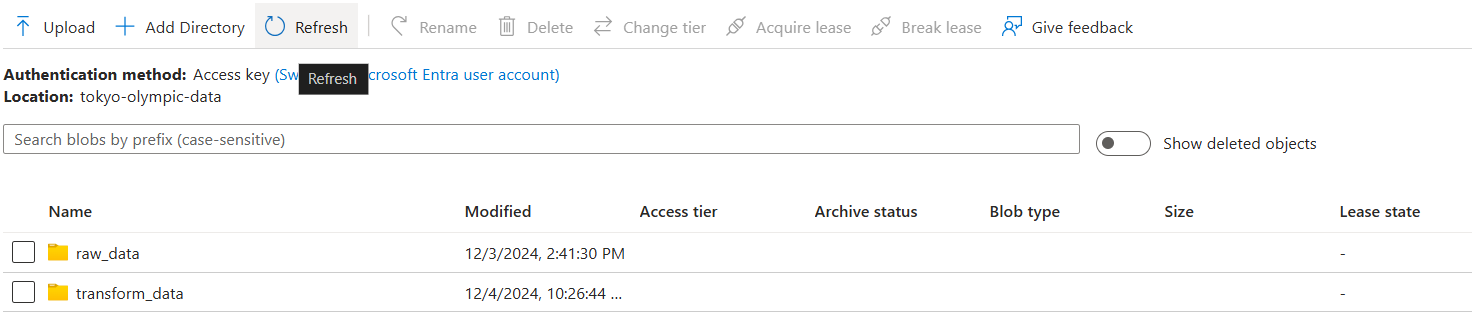 Upload Add Directory Refresh Rename Delete Change tier Acquire lease Break lease Give feedback
Authentication method: Access key (Sw crosoft Entra user account)
Refresh
Location: tokyo-olympic-data
Search blobs by prefix (case-sensitive)
Show deleted objects
Name Modified Access tier Archive status Blob type Size Lease state
raw_data 12/3/2024, 2:41:30 PM -
transform_data 12/4/2024, 10:26:44 ... -